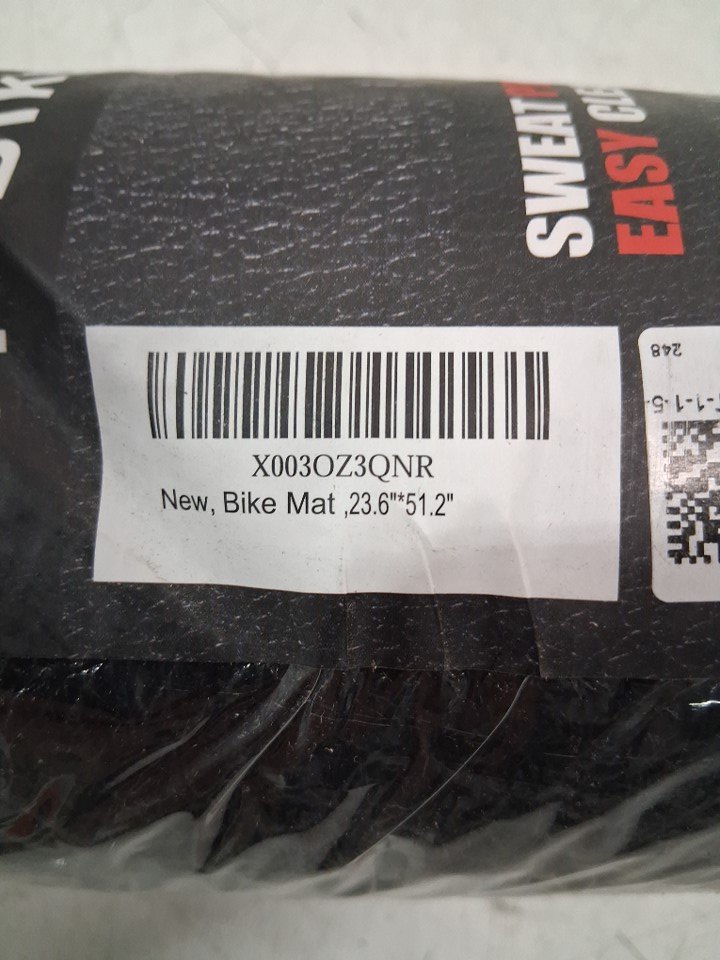 SWEAT
EASY
X003OZ3QNR
New, Bike Mat ,23.6"*51.2"
248